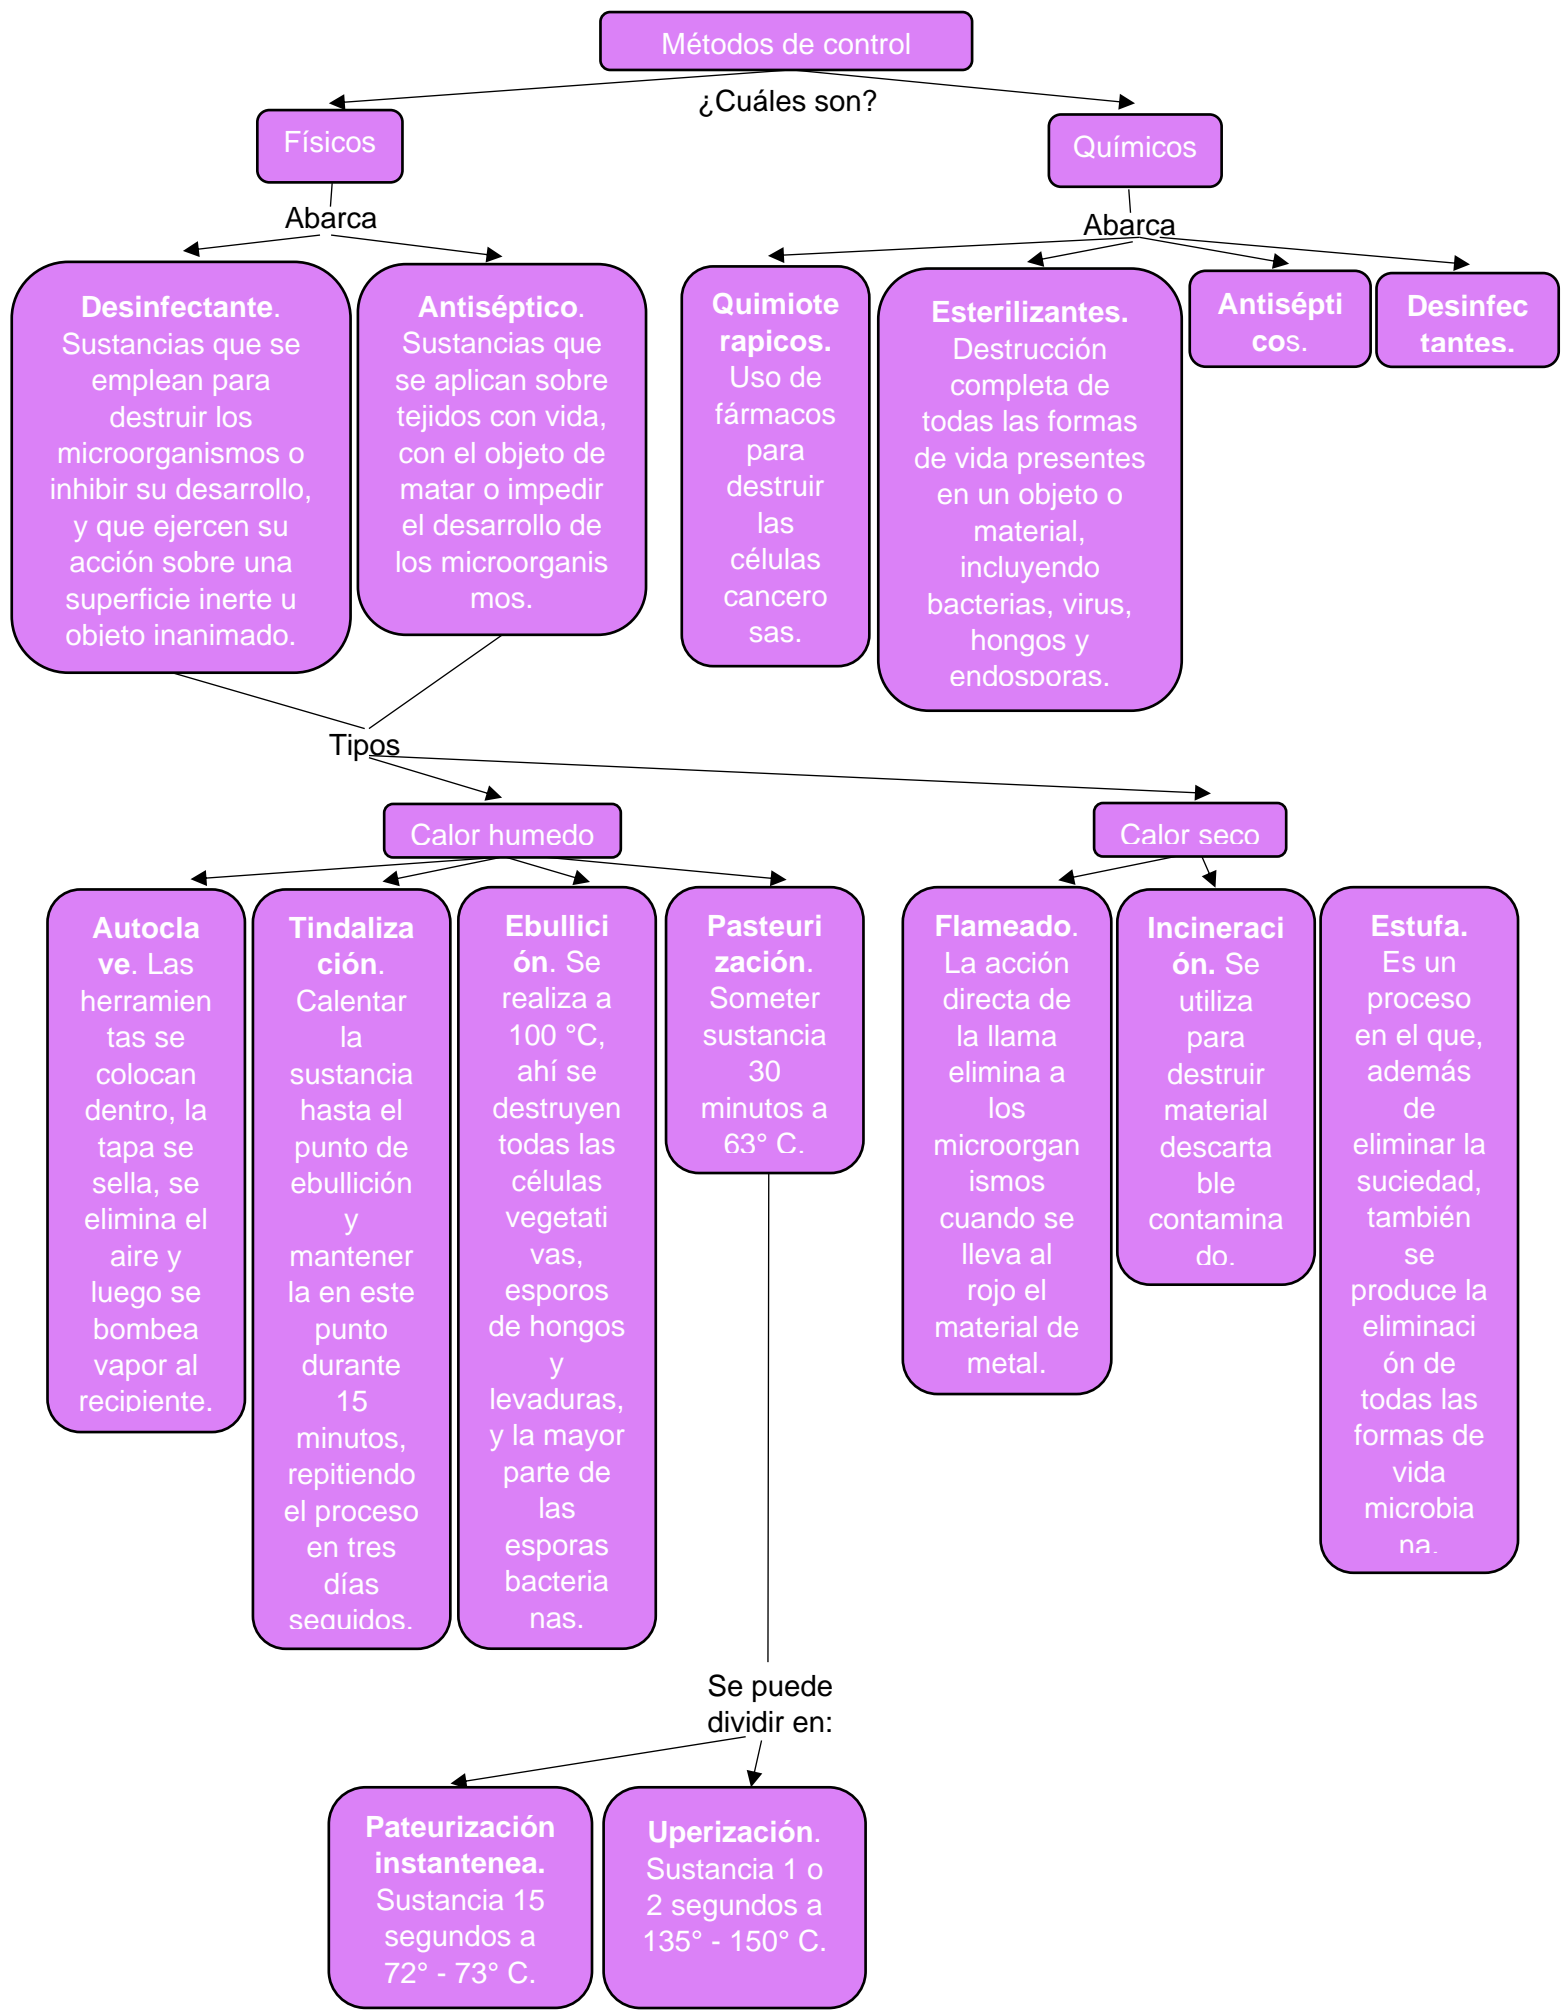 Métodos de control
¿Cuáles son?
Físicos
Químicos
Abarca
Abarca
Desinfectante.
Sustancias que se
emplean para
destruir los
microorganismos o
inhibir su desarrollo,
y que ejercen su
acción sobre una
superficie inerte u
objeto inanimado.
Antiséptico.
Sustancias que
se aplican sobre
tejidos con vida,
con el objeto de
matar o impedir
el desarrollo de
los microorganis
mos.
Quimiote
rapicos.
Uso de
fármacos
para
destruir
las
células
cancero
sas.
Esterilizantes.
Destrucción
completa de
todas las formas
de vida presentes
en un objeto o
material,
incluyendo
bacterias, virus,
hongos y
endosporas.
Antisépti
cos.
Desinfec
tantes.
Tipos
Calor humedo
Calor seco
Autocla
ve. Las
herramien
tas se
colocan
dentro, la
tapa se
sella, se
elimina el
aire y
luego se
bombea
vapor al
recipiente.
Tindaliza
ción.
Calentar
la
sustancia
hasta el
punto de
ebullición
y
mantener
la en este
punto
durante
15
minutos,
repitiendo
el proceso
en tres
días
seguidos.
Ebullici
ón. Se
realiza a
100 °C,
ahí se
destruyen
todas las
células
vegetati
vas,
esporos
de hongos
y
levaduras,
y la mayor
parte de
las
esporas
bacteria
nas.
Pasteuri
zación.
Someter
sustancia
30
minutos a
63° C.
Flameado.
La acción
directa de
la llama
elimina a
los
microorgan
ismos
cuando se
lleva al
rojo el
material de
metal.
Incineraci
ón. Se
utiliza
para
destruir
material
descarta
ble
contamina
do.
Estufa.
Es un
proceso
en el que,
además
de
eliminar la
suciedad,
también
se
produce la
eliminaci
ón de
todas las
formas de
vida
microbia
na.
Se puede
dividir en:
Pateurización
instantenea.
Sustancia 15
segundos a
72° - 73° C.
Uperización.
Sustancia 1 o
2 segundos a
135° - 150° C.